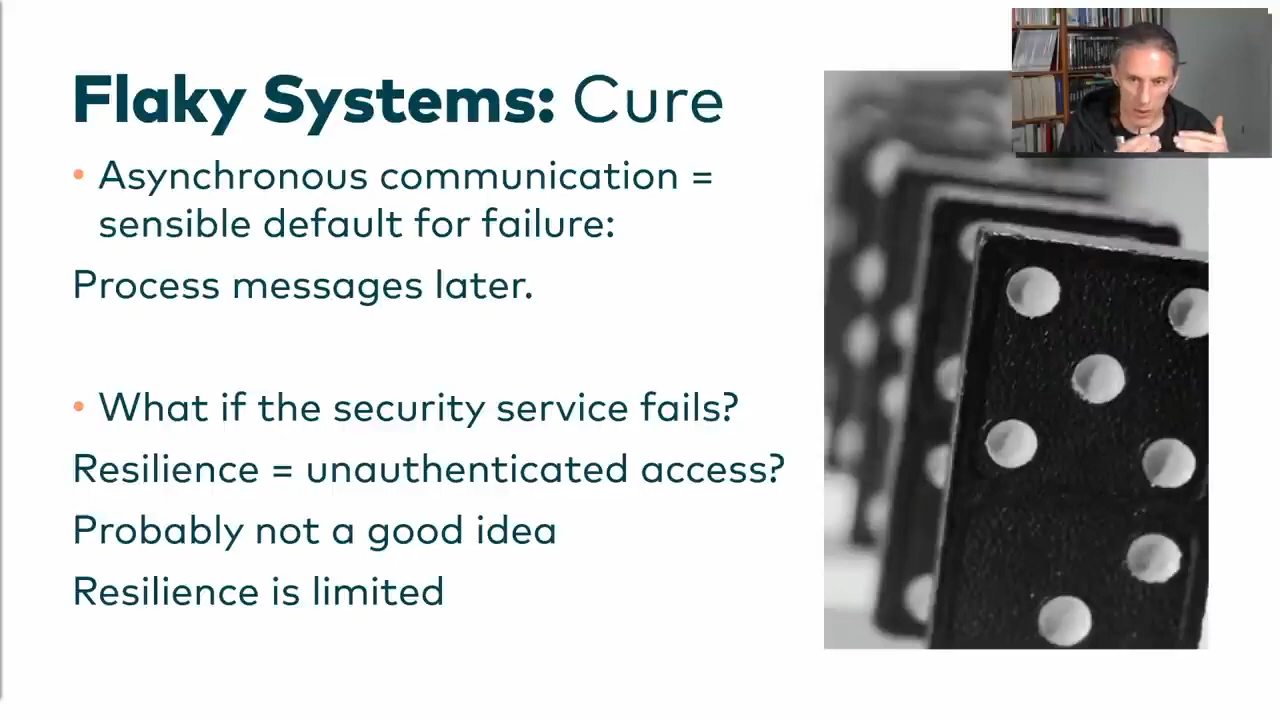 Flaky Systems: Cure
• Asynchronous communication =
sensible default for failure:
Process messages later.
• What if the security service fails?
Resilience = unauthenticated access?
Probably not a good idea
Resilience is limited